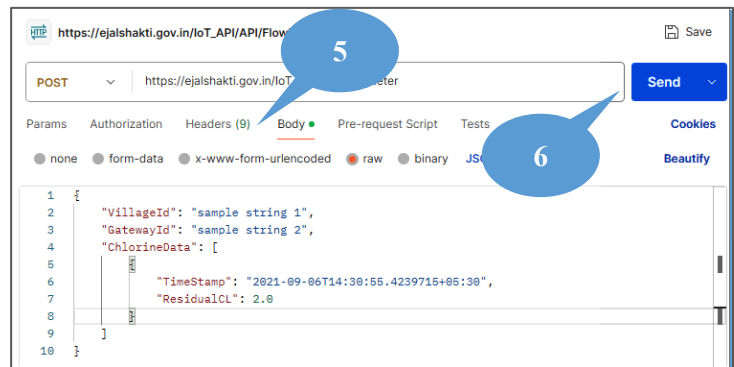 HTTP https://ejalshakti.gov.in/IoT_API/API/Flow
Save
5
POST https://ejalshakti.gov.in/IoT
Send
Params Authorization Headers (9) Body Pre-request Script Tests Cookies
6
none form-data x-www-form-urlencoded raw binary Beautify
1 {
2 "VillageId": "sample string 1",
3 "GatewayId": "sample string 2",
4 "ChlorineData": [
5 {
6 "TimeStamp": "2021-09-06T14:30:55.4239715+05:30",
7 "ResidualCL": 2.0
8 }
9 ]
10 }